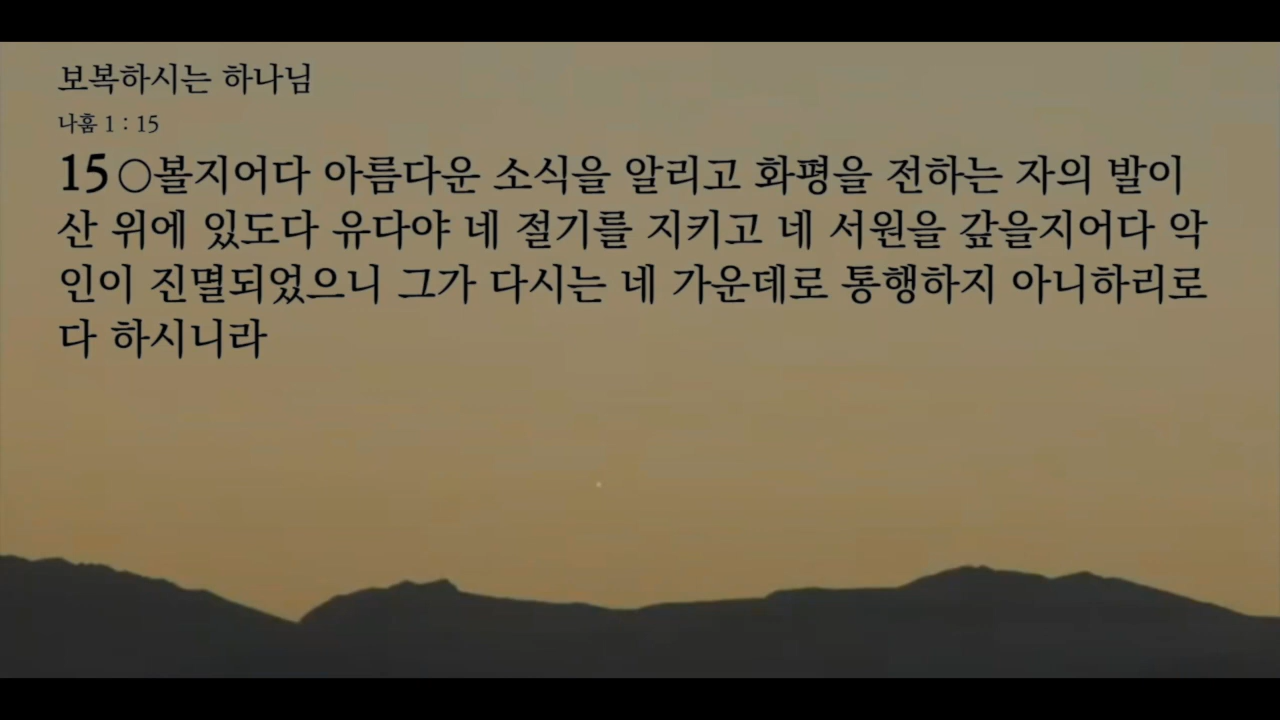 보복하시는 하나님
나훔 1 : 15
15 ○볼지어다 아름다운 소식을 알리고 화평을 전하는 자의 발이
산 위에 있도다 유다야 네 절기를 지키고 네 서원을 갚을지어다 악
인이 진멸되었으니 그가 다시는 네 가운데로 통행하지 아니하리로
다 하시니라